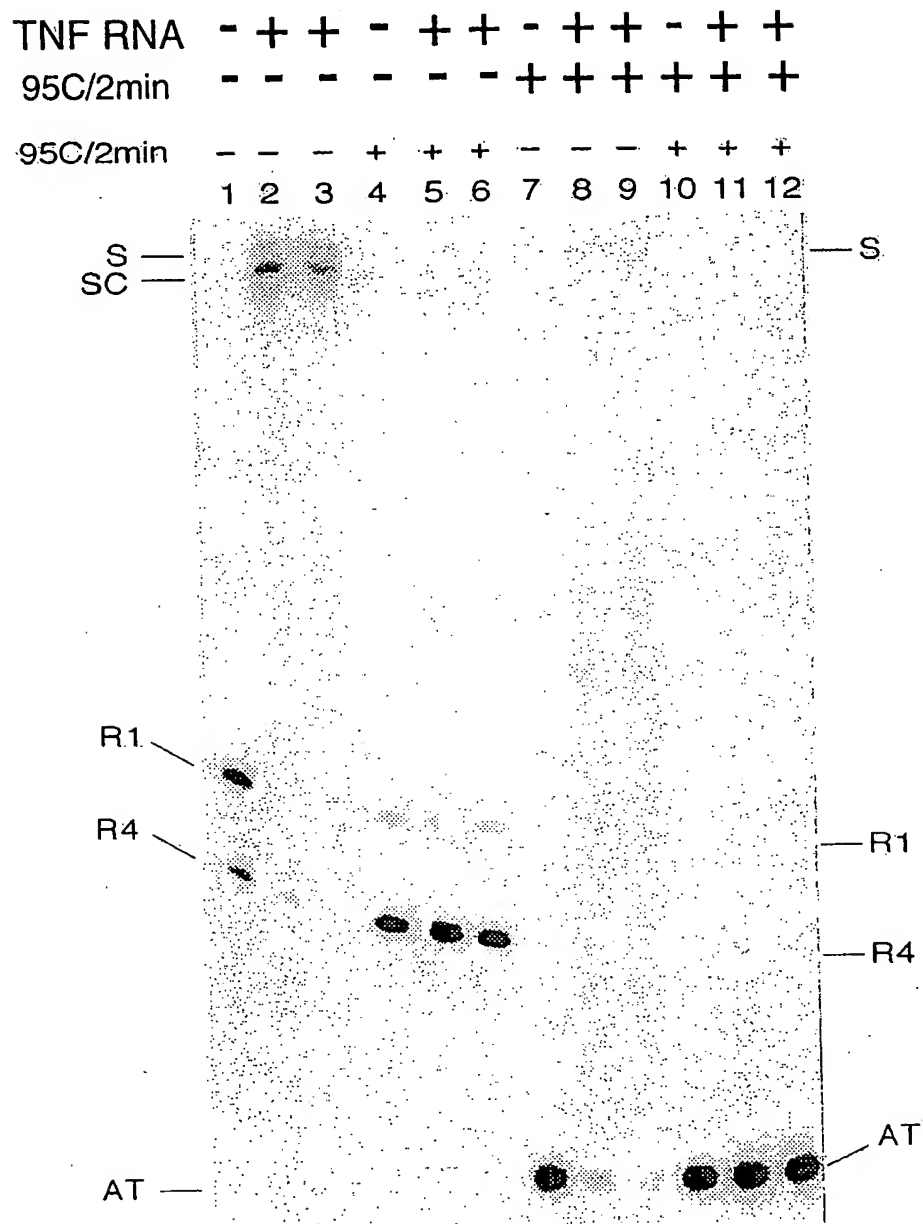 TNF RNA - + + - + + - + + - + +
95C/2min - - - - - - + + + + + +
95C/2min - - - + + + - - - + + +
1 2 3 4 5 6 7 8 9 10 11 12
S S
SC
R1
R4
R1
R4
AT
AT